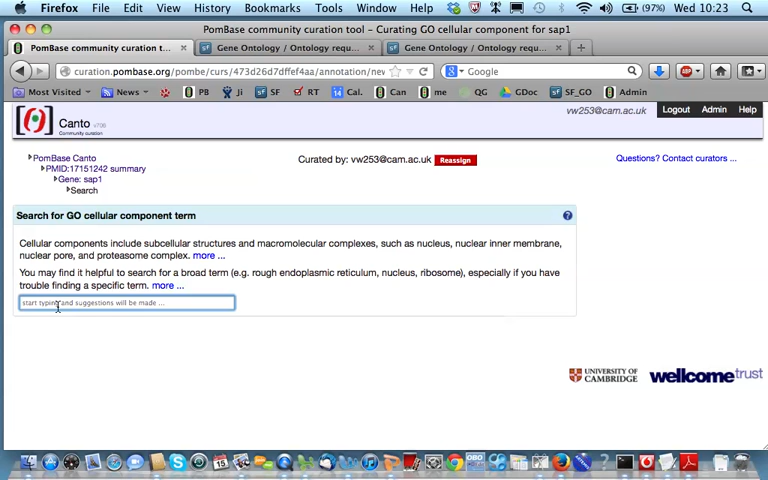 Firefox File Edit View History Bookmarks Tools Window Help (97%) Wed 10:23
PomBase community curation tool – Curating GO cellular component for sap1
PomBase community curation t... Gene Ontology / Ontology requ... Gene Ontology / Ontology requ...
curation.pombase.org/pombe/curs/473d26d7dffef4aa/annotation/new Google
Most Visited News PB Ji SF RT Cal. Can me QG GDoc SF_GO Admin
vw253@cam.ac.uk Logout Admin Help
Canto v706
Community curation
PomBase Canto Curated by: vw253@cam.ac.uk Reassign Questions? Contact curators ...
PMID:17151242 summary
Gene: sap1
Search
Search for GO cellular component term ?
Cellular components include subcellular structures and macromolecular complexes, such as nucleus, nuclear inner membrane,
nuclear pore, and proteasome complex. more ...
You may find it helpful to search for a broad term (e.g. rough endoplasmic reticulum, nucleus, ribosome), especially if you have
trouble finding a specific term. more ...
start typing and suggestions will be made ...
UNIVERSITY OF
CAMBRIDGE wellcometrust